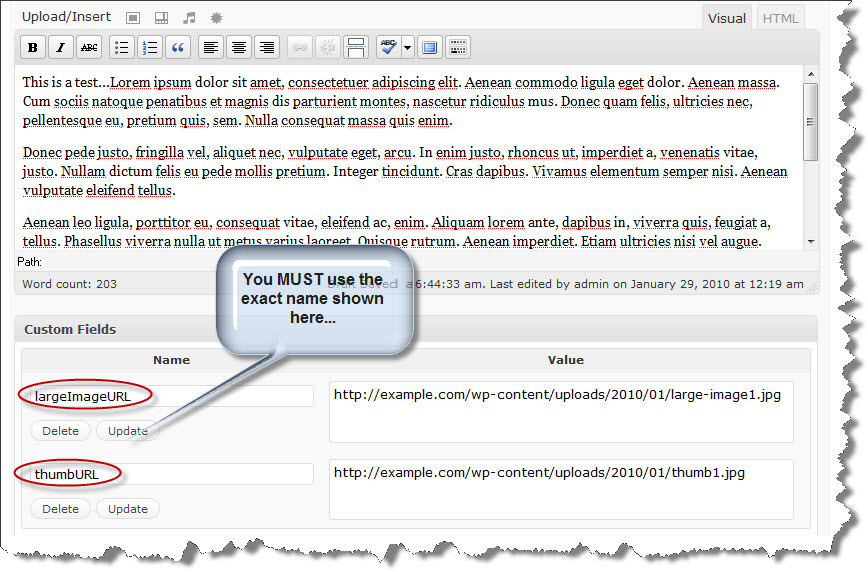 Upload/Insert
Visual
HTML
B I ABC
ABC
This is a test...Lorem ipsum dolor sit amet, consectetuer adipiscing elit. Aenean commodo ligula eget dolor. Aenean massa.
Cum sociis natoque penatibus et magnis dis parturient montes, nascetur ridiculus mus. Donec quam felis, ultricies nec,
pellentesque eu, pretium quis, sem. Nulla consequat massa quis enim.
Donec pede justo, fringilla vel, aliquet nec, vulputate eget, arcu. In enim justo, rhoncus ut, imperdiet a, venenatis vitae,
justo. Nullam dictum felis eu pede mollis pretium. Integer tincidunt. Cras dapibus. Vivamus elementum semper nisi. Aenean
vulputate eleifend tellus.
Aenean leo ligula, porttitor eu, consequat vitae, eleifend ac, enim. Aliquam lorem ante, dapibus in, viverra quis, feugiat a,
tellus. Phasellus viverra nulla ut metus varius laoreet. Quisque rutrum. Aenean imperdiet. Etiam ultricies nisi vel augue.
Path:
Word count: 203
Draft Saved a 6:44:33 am. Last edited by admin on January 29, 2010 at 12:19 am
You MUST use the
exact name shown
here...
Custom Fields
Name
Value
largeImageURL
http://example.com/wp-content/uploads/2010/01/large-image1.jpg
Delete
Update
thumbURL
http://example.com/wp-content/uploads/2010/01/thumb1.jpg
Delete
Update